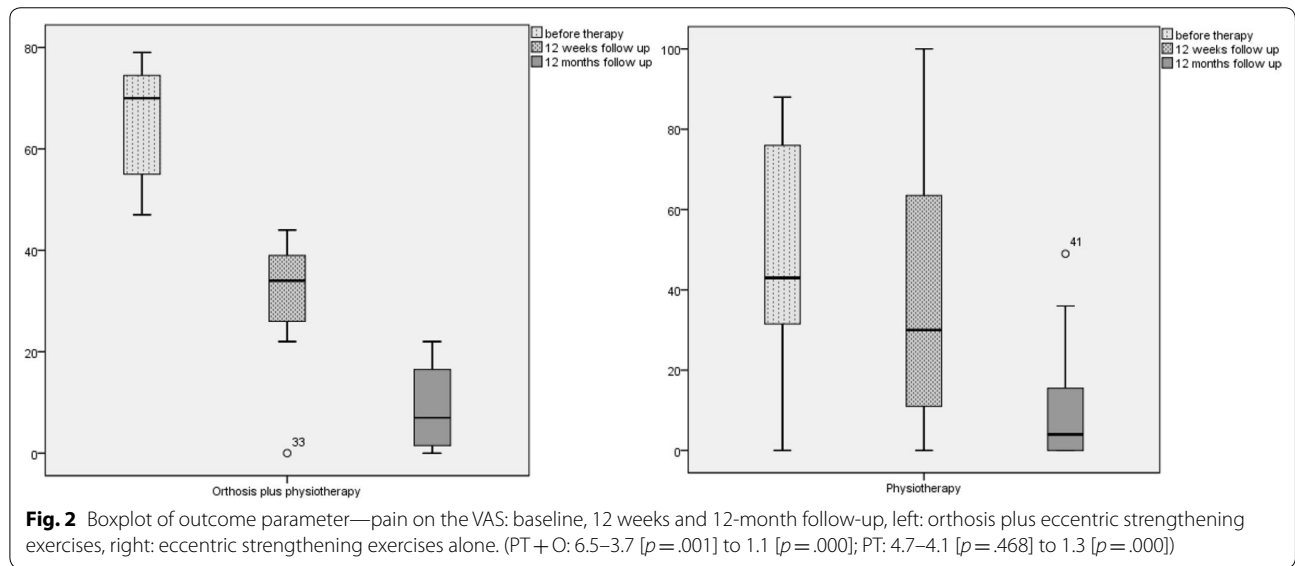 before therapy
12 weeks follow up
12 months follow up
80
60
40
20
0
33
Orthosis plus physiotherapy
before therapy
12 weeks follow up
12 months follow up
100
80
60
40
20
0
41
Physiotherapy
Fig. 2 Boxplot of outcome parameter—pain on the VAS: baseline, 12 weeks and 12-month follow-up, left: orthosis plus eccentric strengthening
exercises, right: eccentric strengthening exercises alone. (PT + O: 6.5–3.7 [p = .001] to 1.1 [p = .000]; PT: 4.7–4.1 [p = .468] to 1.3 [p = .000])